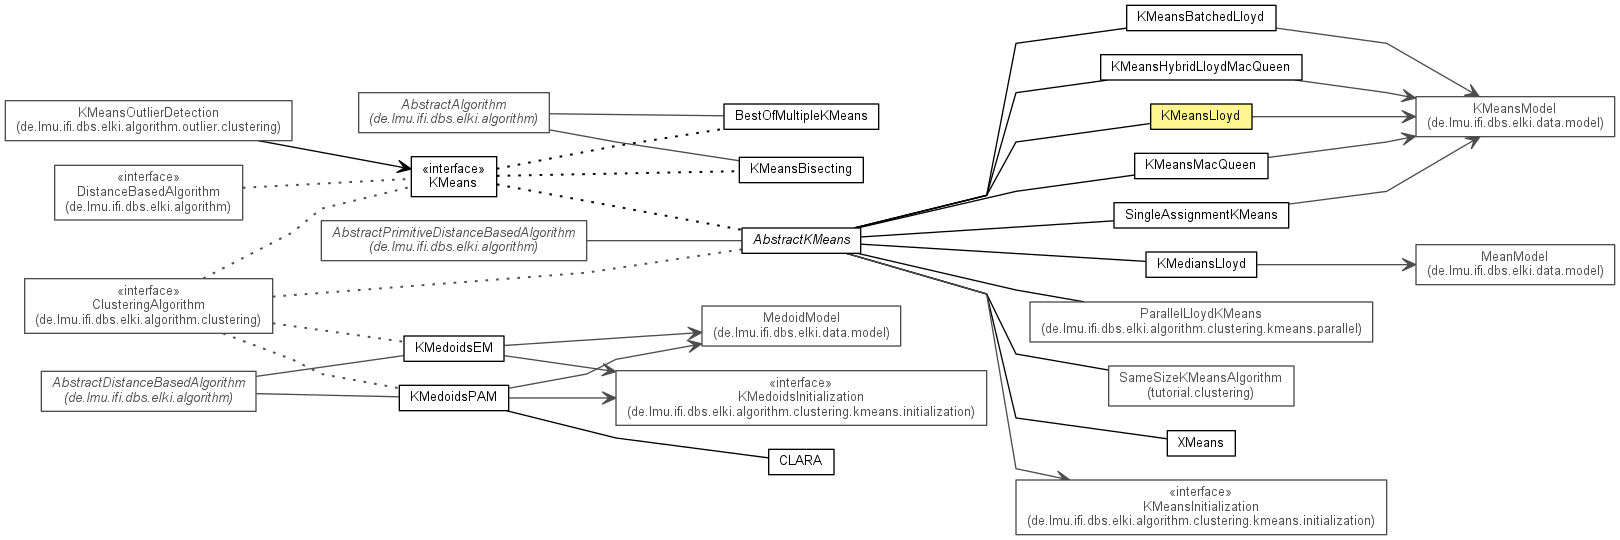 KMeansOutlierDetection
(de.lmu.ifi.dbs.elki.algorithm.outlier.clustering)
«interface»
DistanceBasedAlgorithm
(de.lmu.ifi.dbs.elki.algorithm)
«interface»
ClusteringAlgorithm
(de.lmu.ifi.dbs.elki.algorithm.clustering)
AbstractDistanceBasedAlgorithm
(de.lmu.ifi.dbs.elki.algorithm)
AbstractAlgorithm
(de.lmu.ifi.dbs.elki.algorithm)
«interface»
KMeans
AbstractPrimitiveDistanceBasedAlgorithm
(de.lmu.ifi.dbs.elki.algorithm)
KMedoidsEM
KMedoidsPAM
BestOfMultipleKMeans
KMeansBisecting
AbstractKMeans
MedoidModel
(de.lmu.ifi.dbs.elki.data.model)
«interface»
KMedoidsInitialization
(de.lmu.ifi.dbs.elki.algorithm.clustering.kmeans.initialization)
CLARA
KMeansBatchedLloyd
KMeansHybridLloydMacQueen
KMeansLloyd
KMeansMacQueen
SingleAssignmentKMeans
KMediansLloyd
ParallelLloydKMeans
(de.lmu.ifi.dbs.elki.algorithm.clustering.kmeans.parallel)
SameSizeKMeansAlgorithm
(tutorial.clustering)
XMeans
«interface»
KMeansInitialization
(de.lmu.ifi.dbs.elki.algorithm.clustering.kmeans.initialization)
KMeansModel
(de.lmu.ifi.dbs.elki.data.model)
MeanModel
(de.lmu.ifi.dbs.elki.data.model)